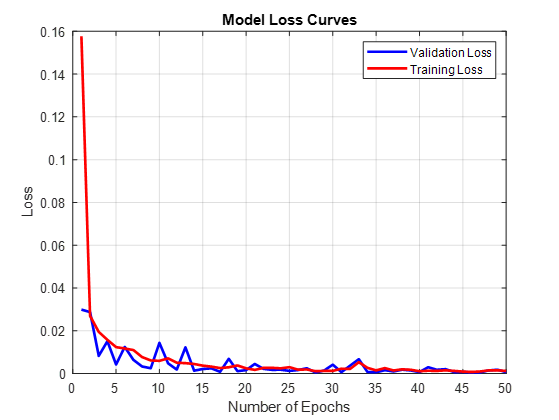 Model Loss Curves
Validation Loss
Training Loss
0.16
0.14
0.12
0.1
0.08
0.06
0.04
0.02
0
Loss
0 5 10 15 20 25 30 35 40 45 50
Number of Epochs